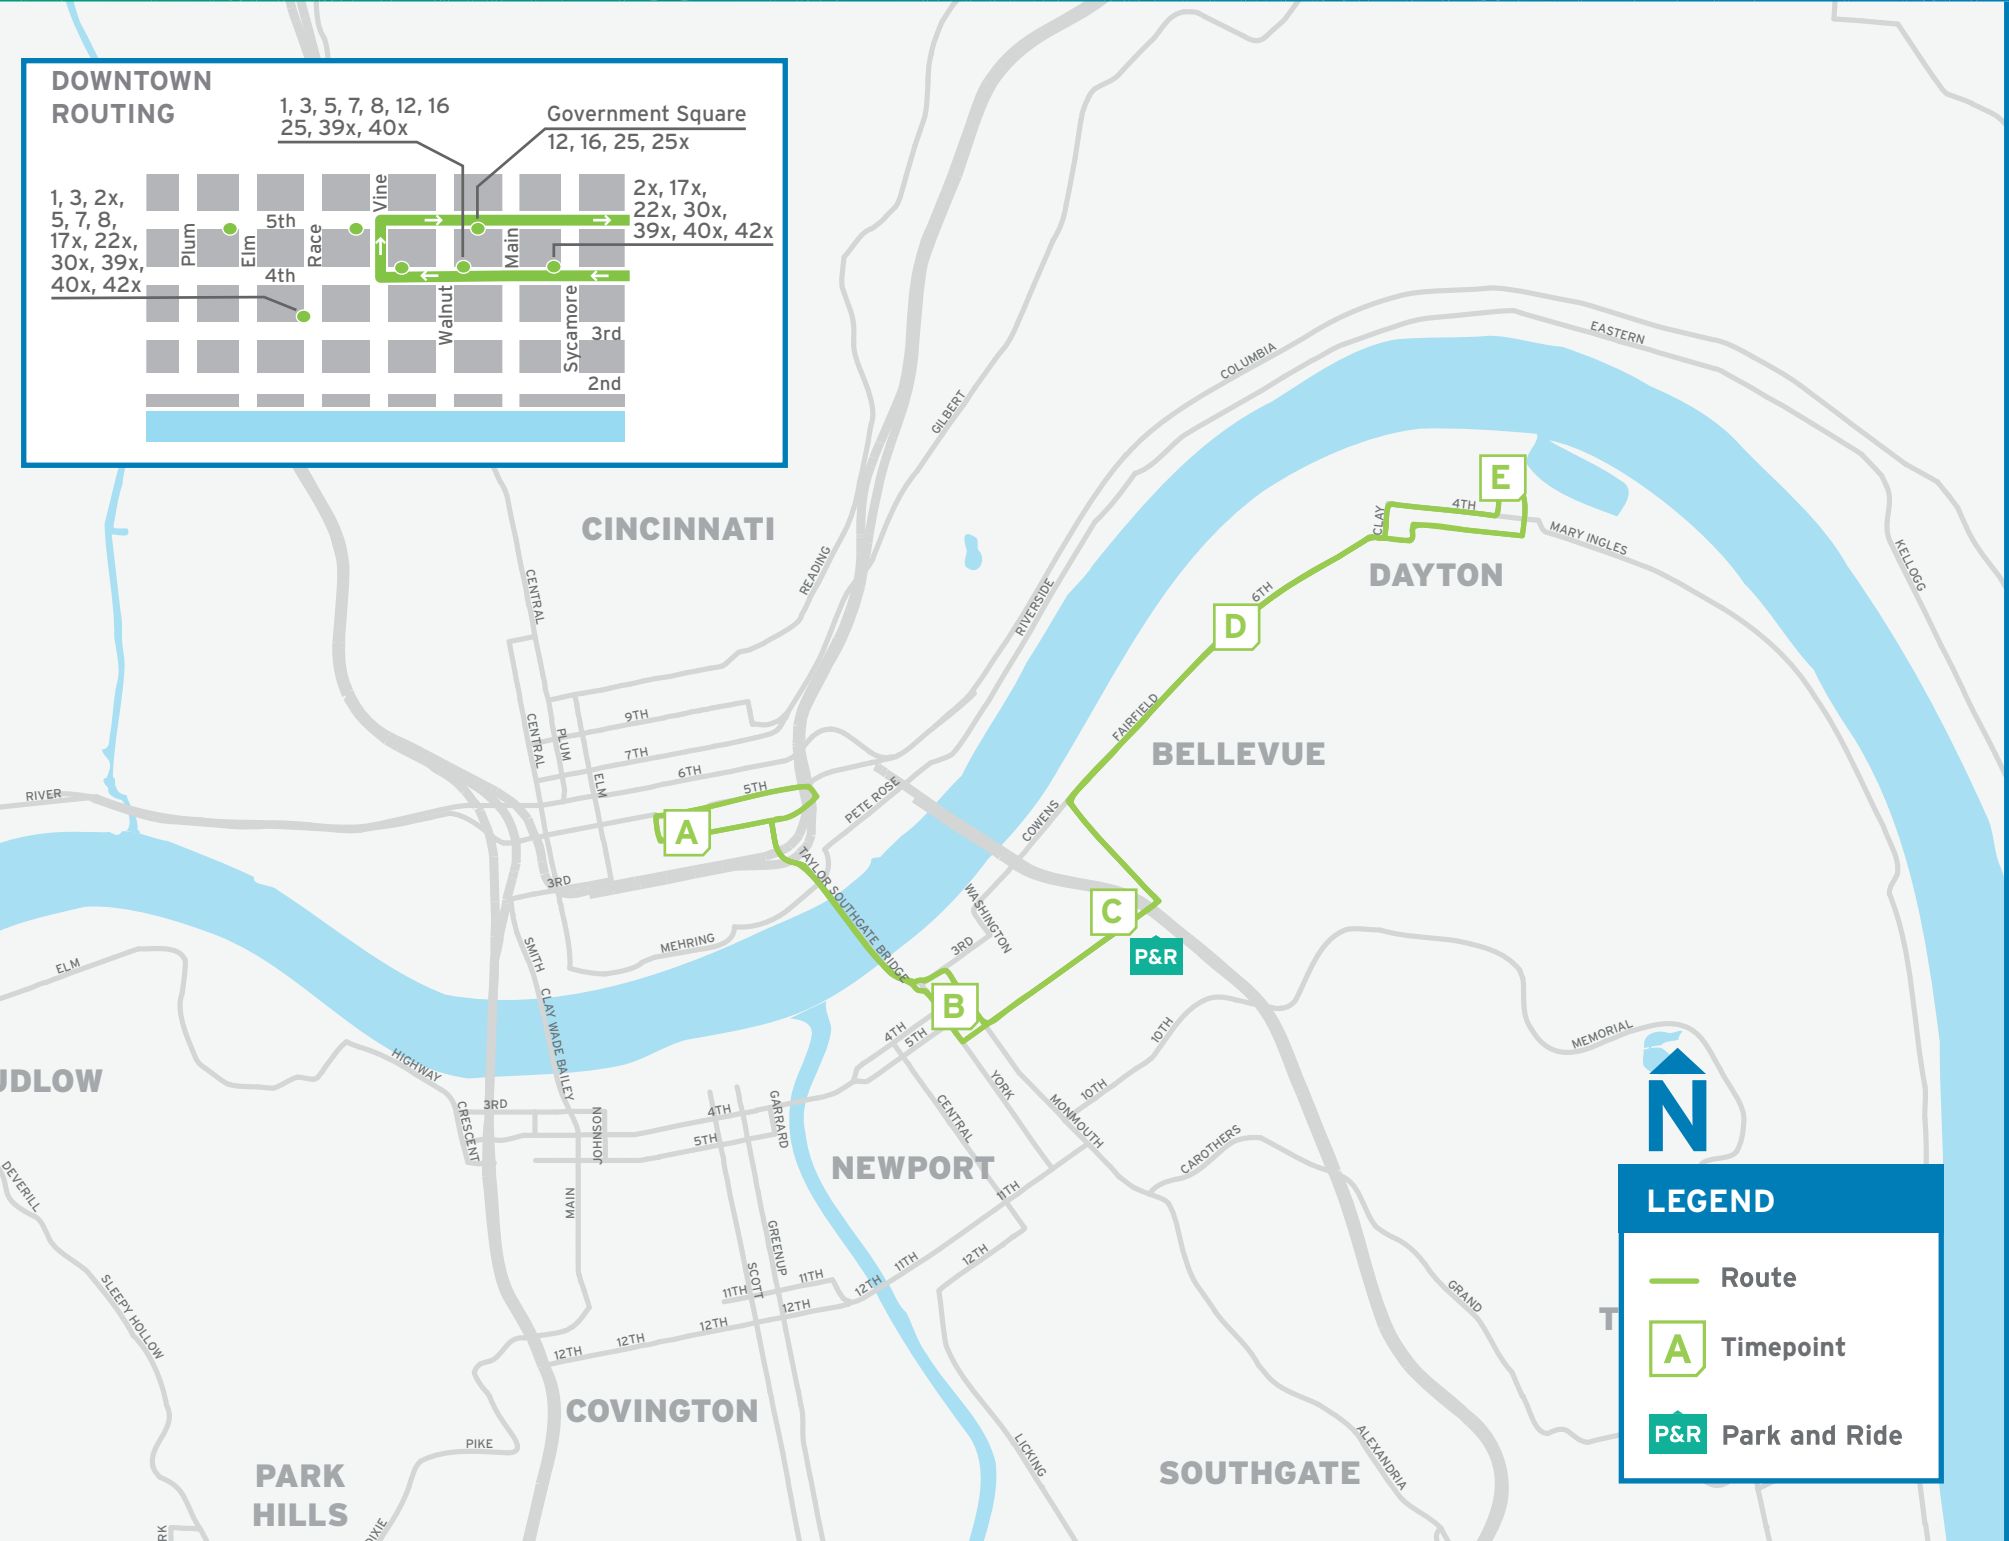 DOWNTOWN
ROUTING
1, 3, 5, 7, 8, 12, 16
25, 39x, 40x
Government Square
12, 16, 25, 25x
1, 3, 2x,
5, 7, 8,
17x, 22x,
30x, 39x,
40x, 42x
2x, 17x,
22x, 30x,
39x, 40x, 42x
Vine
5th
Plum
Elm
Race
Main
4th
Walnut
Sycamore
3rd
2nd
EASTERN
COLUMBIA
GILBERT
E
4TH
CLAY
MARY INGLES
CINCINNATI
READING
KELLOGG
DAYTON
CENTRAL
RIVERSIDE
6TH
D
9TH
CENTRAL
PLUM
7TH
FAIRFIELD
BELLEVUE
6TH
ELM
5TH
RIVER
PETE ROSE
COWENS
A
TAYLOR SOUTHGATE BRIDGE
3RD
WASHINGTON
C
P&R
SMITH
MEHRING
3RD
ELM
B
CLAY WADE BAILEY
4TH
5TH
10TH
MEMORIAL
N
UDLOW
HIGHWAY
YORK
10TH
CRESCENT
3RD
JOHNSON
4TH
GARRARD
CENTRAL
MONMOUTH
5TH
CAROTHERS
NEWPORT
DEVERILL
MAIN
11TH
LEGEND
GREENUP
11TH
12TH
SCOTT
11TH
11TH
12TH
12TH
Route
SLEEPY HOLLOW
12TH
12TH
12TH
GRAND
T
A
Timepoint
COVINGTON
PIKE
LICKING
ALEXANDRIA
P&R
Park and Ride
PARK
HILLS
SOUTHGATE
RK
DIXIE